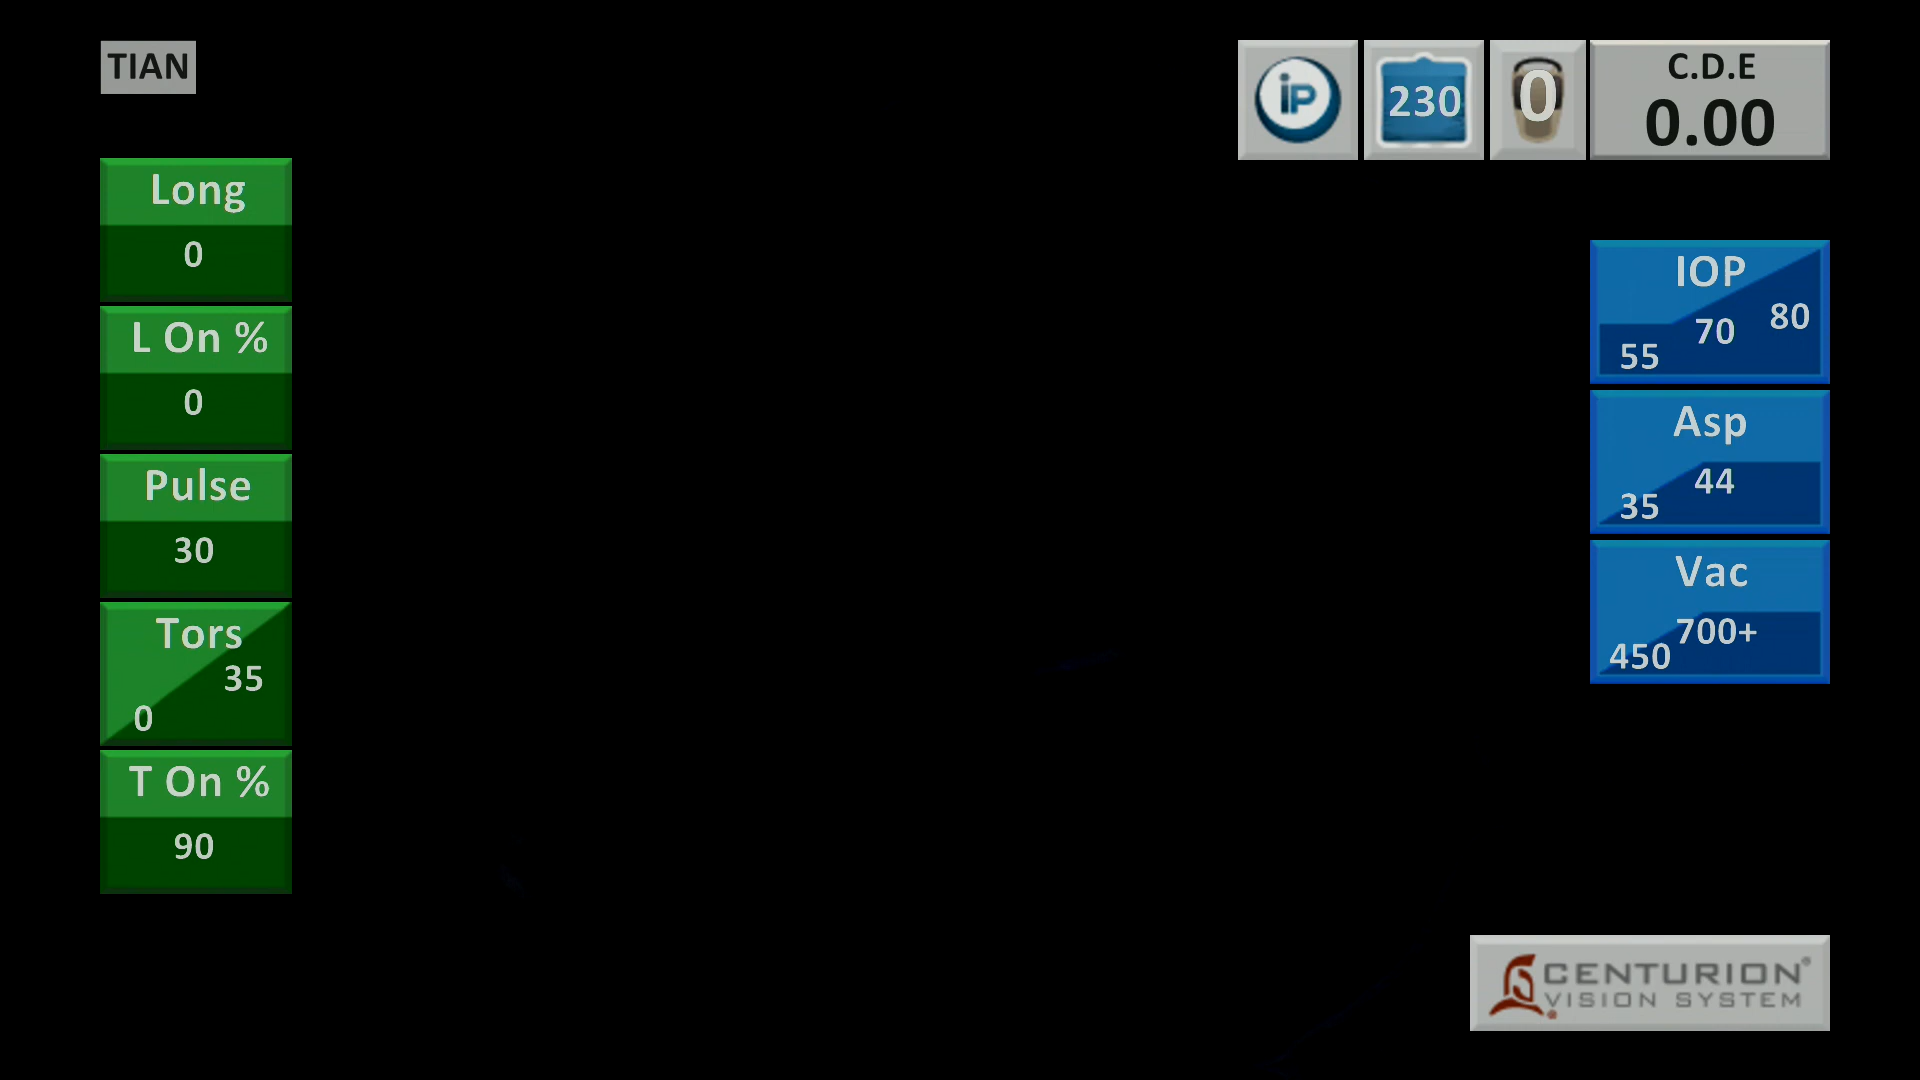 TIAN
iP
230
0
C.D.E
0.00
Long
0
L On %
0
Pulse
30
Tors
35
0
T On %
90
IOP
80
70
55
Asp
44
35
Vac
700+
450
CENTURION®
VISION SYSTEM